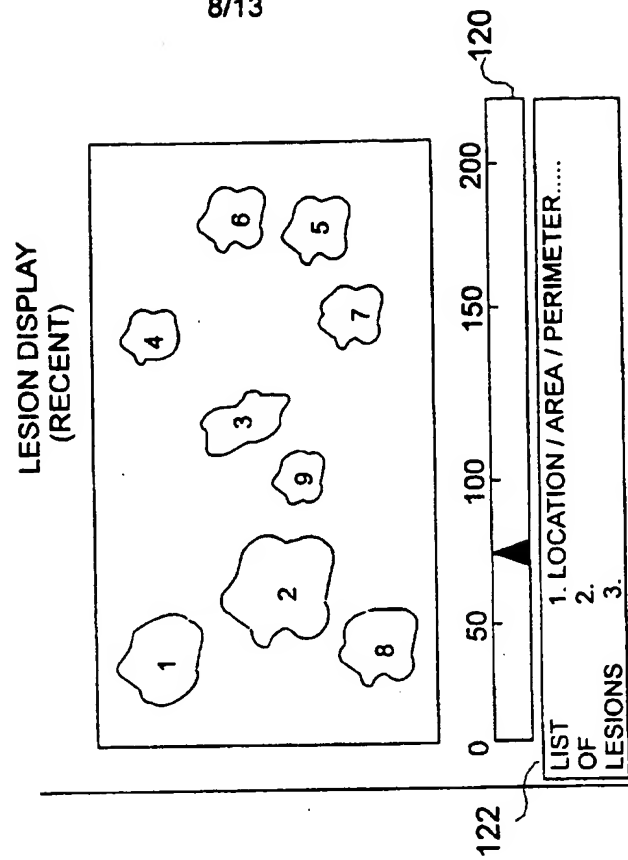 8/13
LESION DISPLAY
(RECENT)
1
2
3
4
5
6
7
8
9
0 50 100 150 200
120
122
LIST 1. LOCATION / AREA / PERIMETER.....
OF 2.
LESIONS 3.